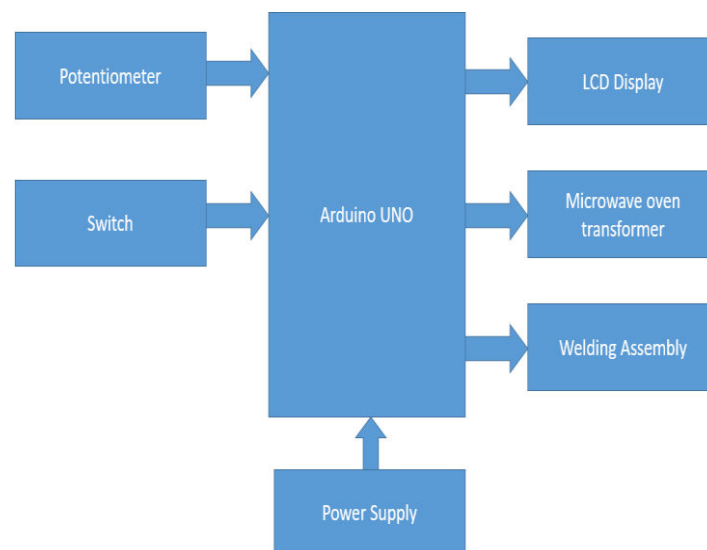 Potentiometer
Switch
Arduino UNO
LCD Display
Microwave oven
transformer
Welding Assembly
Power Supply